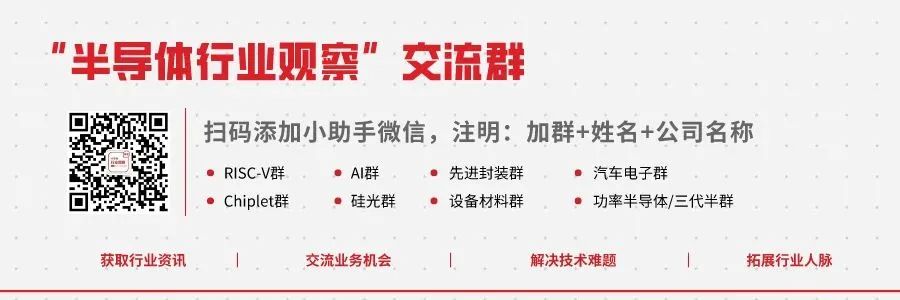 “半导体行业观察”交流群
扫码添加小助手微信，注明：加群+姓名+公司名称
RISC-V群 AI群 先进封装群 汽车电子群
Chiplet群 硅光群 设备材料群 功率半导体/三代半群
获取行业资讯 交流业务机会 解决技术难题 拓展行业人脉